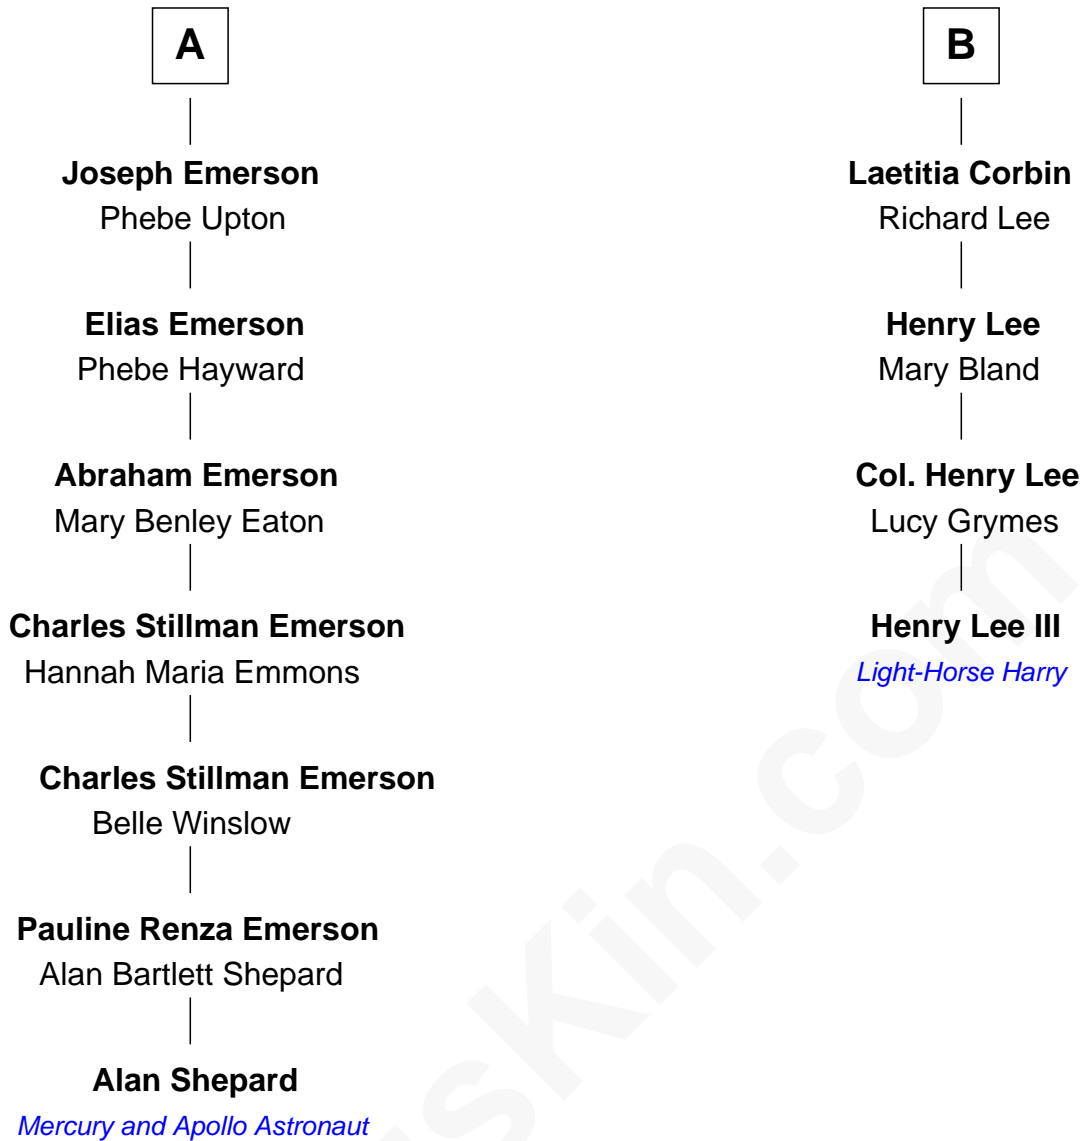 A
Joseph Emerson
Phebe Upton
Elias Emerson
Phebe Hayward
Abraham Emerson
Mary Benley Eaton
Charles Stillman Emerson
Hannah Maria Emmons
Charles Stillman Emerson
Belle Winslow
Pauline Renza Emerson
Alan Bartlett Shepard
Alan Shepard
Mercury and Apollo Astronaut
B
Laetitia Corbin
Richard Lee
Henry Lee
Mary Bland
Col. Henry Lee
Lucy Grymes
Henry Lee III
Light-Horse Harry
usKin.com